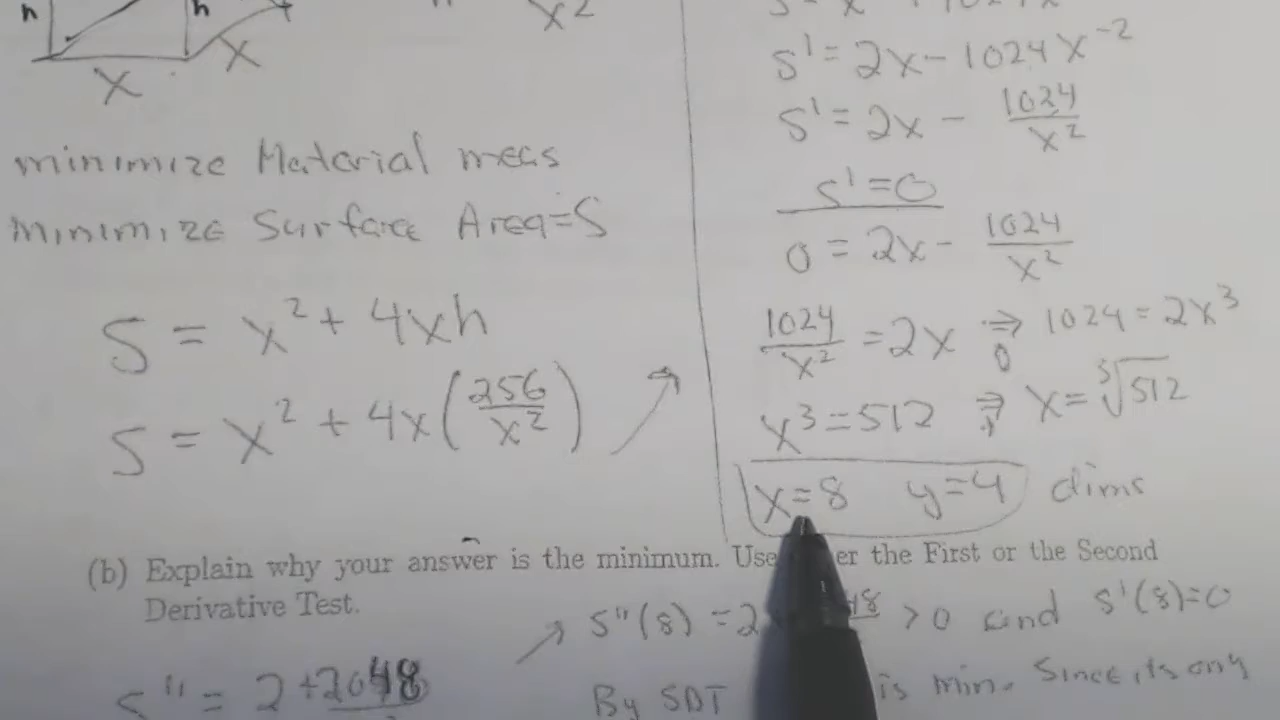 h h
x x
x²
minimize Material means
minimize Surface Area=S
S = x² + 4xh
S = x² + 4x(256/x²)
S' = 2x - 1024x⁻²
S' = 2x - 1024/x²
S' = 0
0 = 2x - 1024/x²
1024/x² = 2x ⇒ 1024 = 2x³
x³ = 512 ⇒ x = ∛512
x = 8 y = 4 dims
(b) Explain why your answer is the minimum. Use the First or the Second
Derivative Test.
S''(8) = 2 > 0 and S'(8)=0
S'' = 2 + 2048
By SDT is min. Since its only